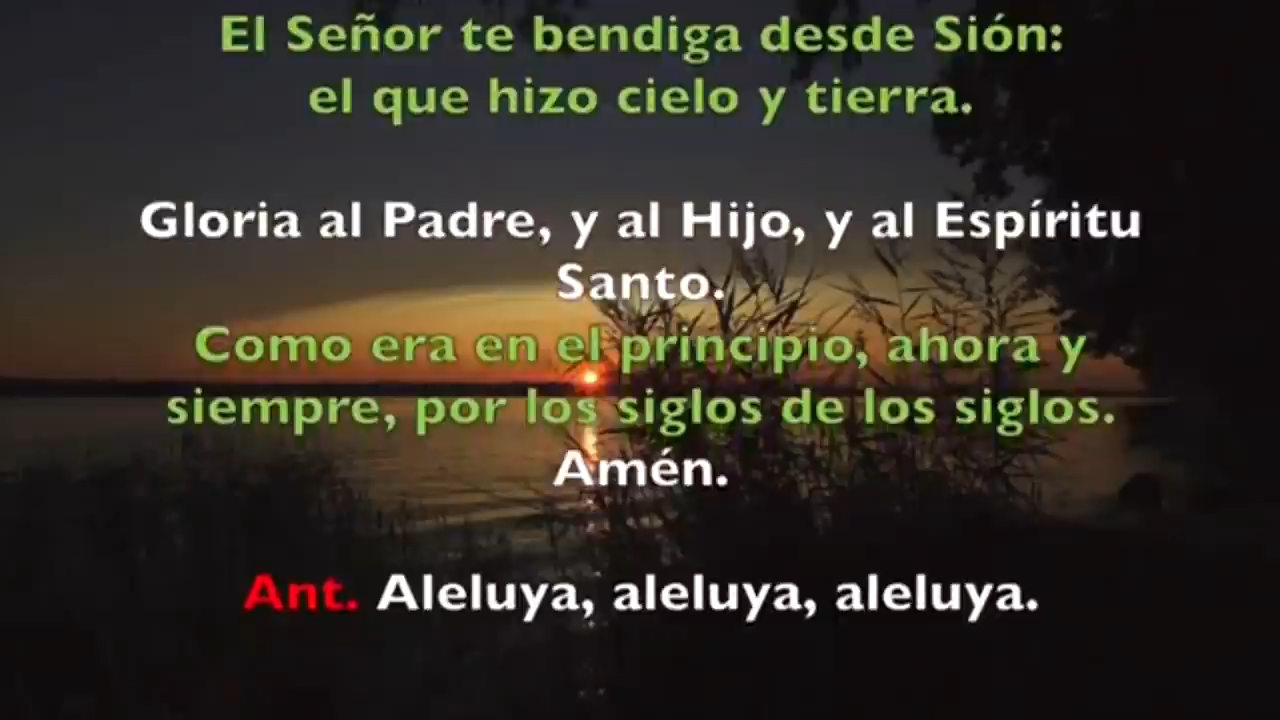 El Señor te bendiga desde Sión:
el que hizo cielo y tierra.
Gloria al Padre, y al Hijo, y al Espíritu
Santo.
Como era en el principio, ahora y
siempre, por los siglos de los siglos.
Amén.
Ant. Aleluya, aleluya, aleluya.